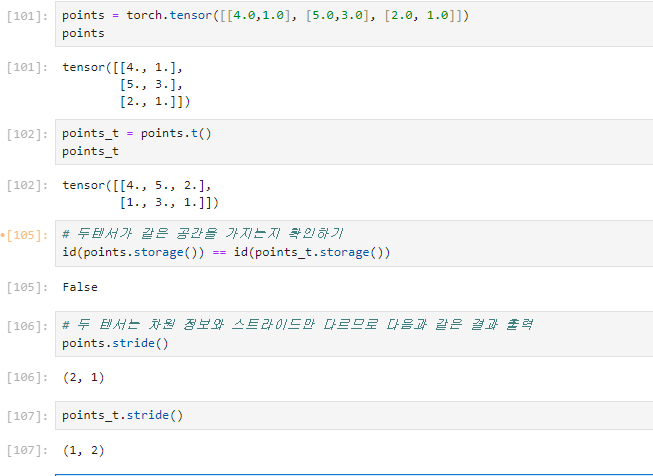 [101]: points = torch.tensor([[4.0,1.0], [5.0,3.0], [2.0, 1.0]])
points
[101]: tensor([[4., 1.],
[5., 3.],
[2., 1.]])
[102]: points_t = points.t()
points_t
[102]: tensor([[4., 5., 2.],
[1., 3., 1.]])
[105]: # 두텐서가 같은 공간을 가지는지 확인하기
id(points.storage()) == id(points_t.storage())
[105]: False
[106]: # 두 텐서는 차원 정보와 스트라이드만 다르므로 다음과 같은 결과 출력
points.stride()
[106]: (2, 1)
[107]: points_t.stride()
[107]: (1, 2)